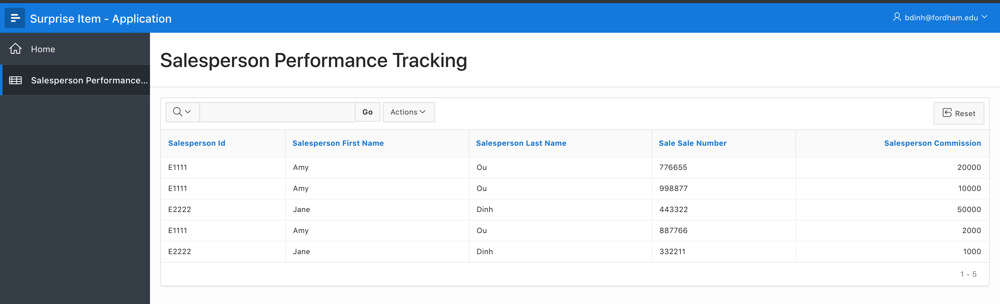 Surprise Item - Application
bdinh@fordham.edu
Home
Salesperson Performance...
Salesperson Performance Tracking
Go
Actions
Reset
Salesperson Id Salesperson First Name Salesperson Last Name Sale Sale Number Salesperson Commission
E1111 Amy Ou 776655 20000
E1111 Amy Ou 998877 10000
E2222 Jane Dinh 443322 50000
E1111 Amy Ou 887766 2000
E2222 Jane Dinh 332211 1000
1 - 5